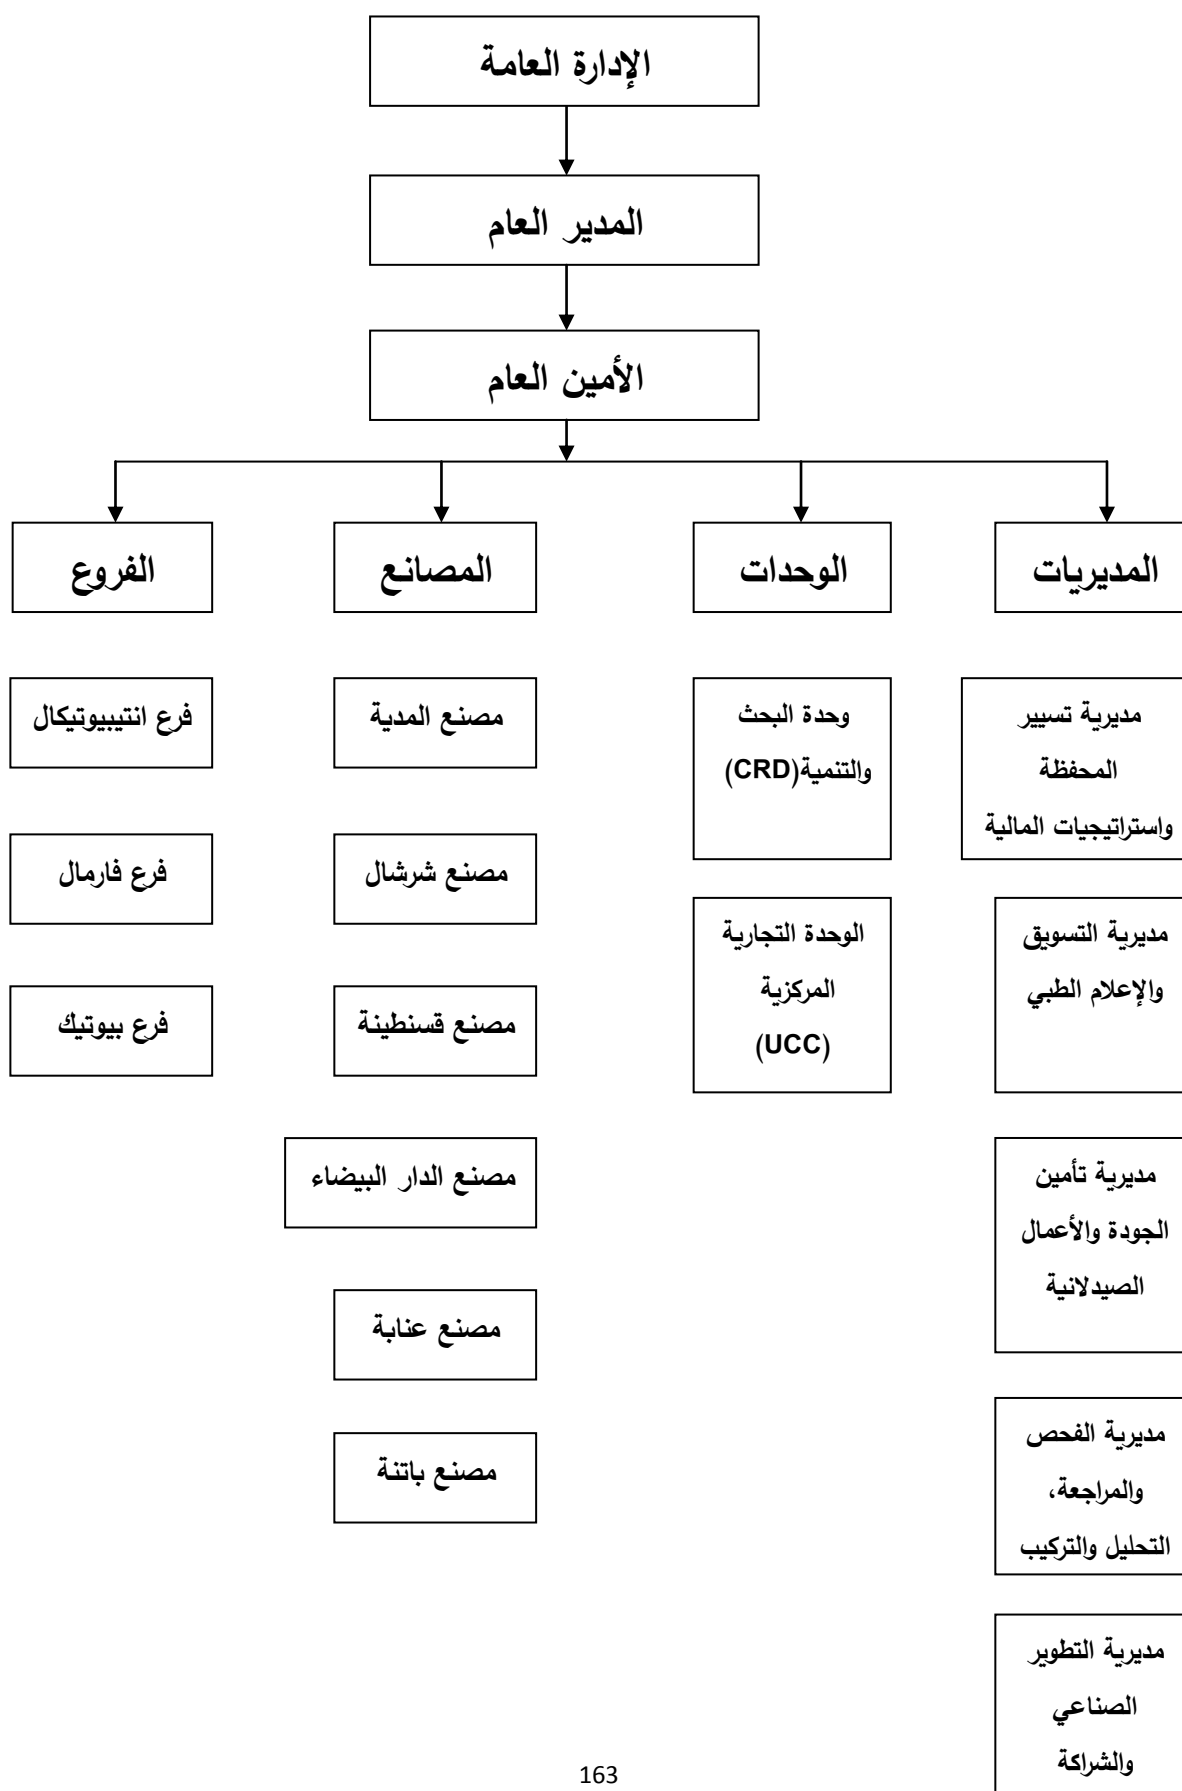 الإدارة العامة
المدير العام
الأمين العام
المديريات
الوحدات
المصانع
الفروع
مديرية تسيير
المحفظة
واستراتيجيات المالية
مديرية التسويق
والإعلام الطبي
مديرية تأمين
الجودة والأعمال
الصيدلانية
مديرية الفحص
والمراجعة،
التحليل والتركيب
مديرية التطوير
الصناعي
والشراكة
وحدة البحث
والتنمية(CRD)
الوحدة التجارية
المركزية
(UCC)
مصنع المدية
مصنع شرشال
مصنع قسنطينة
مصنع الدار البيضاء
مصنع عنابة
مصنع باتنة
فرع انتيبيوتيكال
فرع فارمال
فرع بيوتيك
163